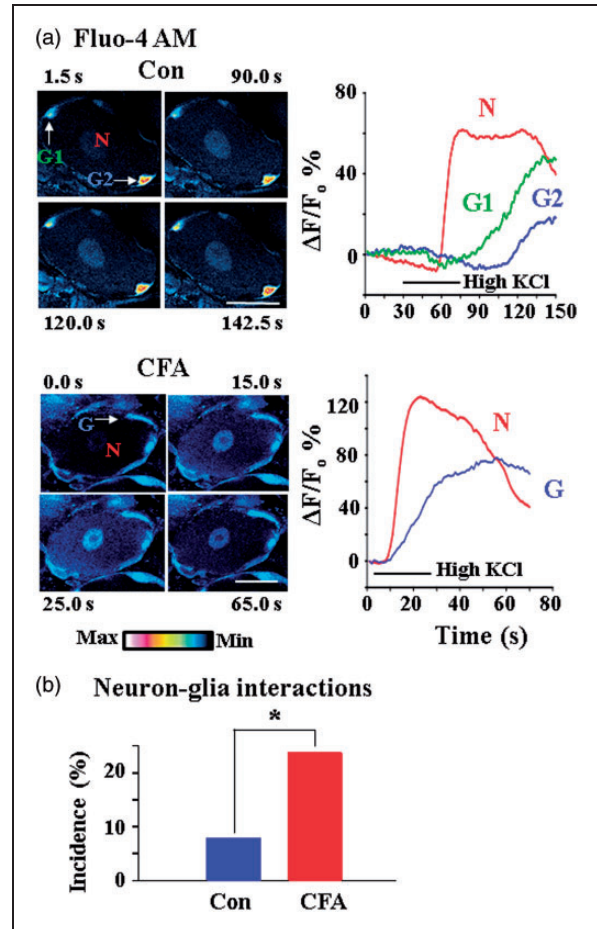 (a) Fluo-4 AM
Con
1.5 s 90.0 s
N
G1
G2
120.0 s 142.5 s
80
40
0
-80
ΔF/Fo %
N
G1
G2
High KCl
0 30 60 90 120 150
CFA
0.0 s 15.0 s
G
N
25.0 s 65.0 s
Max Min
120
80
40
0
ΔF/Fo %
N
G
High KCl
0 20 40 60 80
Time (s)
(b) Neuron-glia interactions
*
20
10
0
Incidence (%)
Con CFA